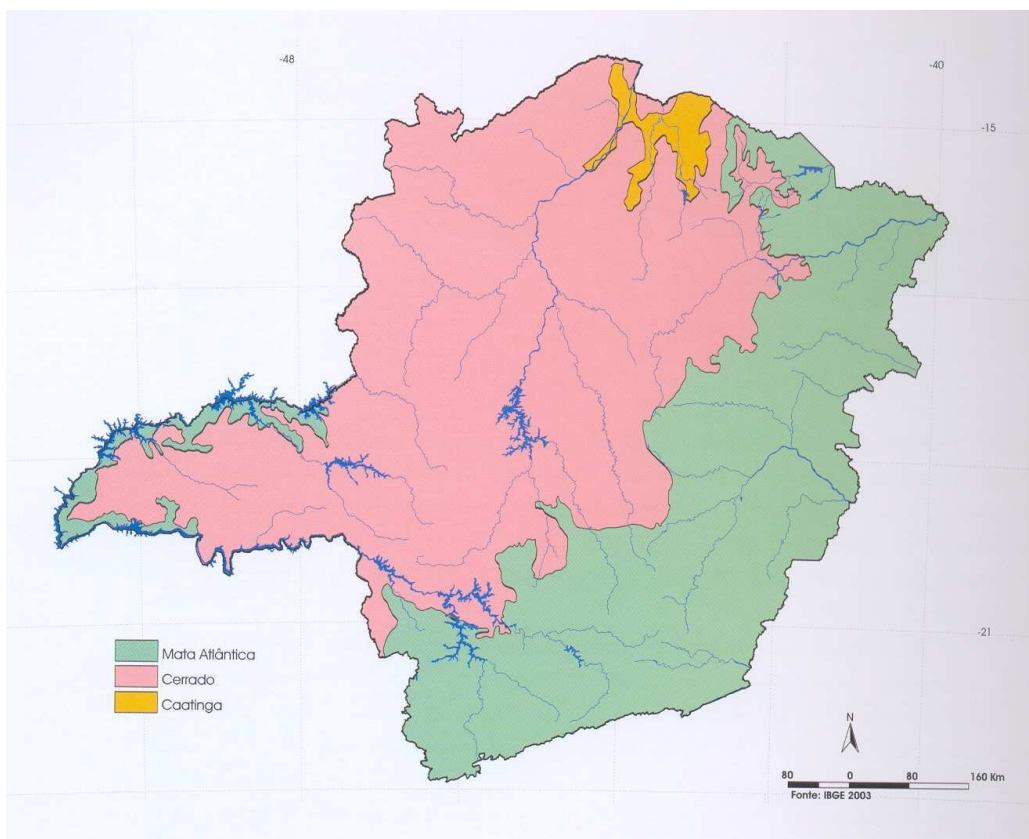 -48
-40
-15
-21
Mata Atlântica
Cerrado
Caatinga
N
80 0 80 160 Km
Fonte: IBGE 2003